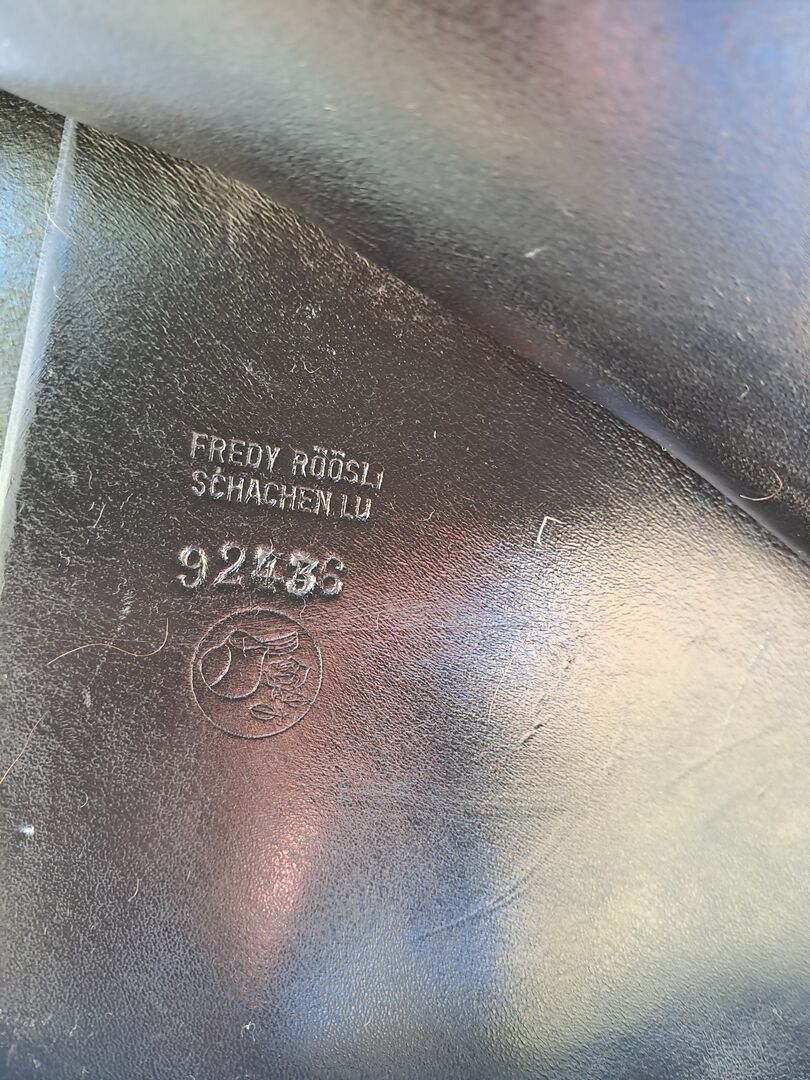 FREDY RÖÖSLI
SCHACHEN LU
92436